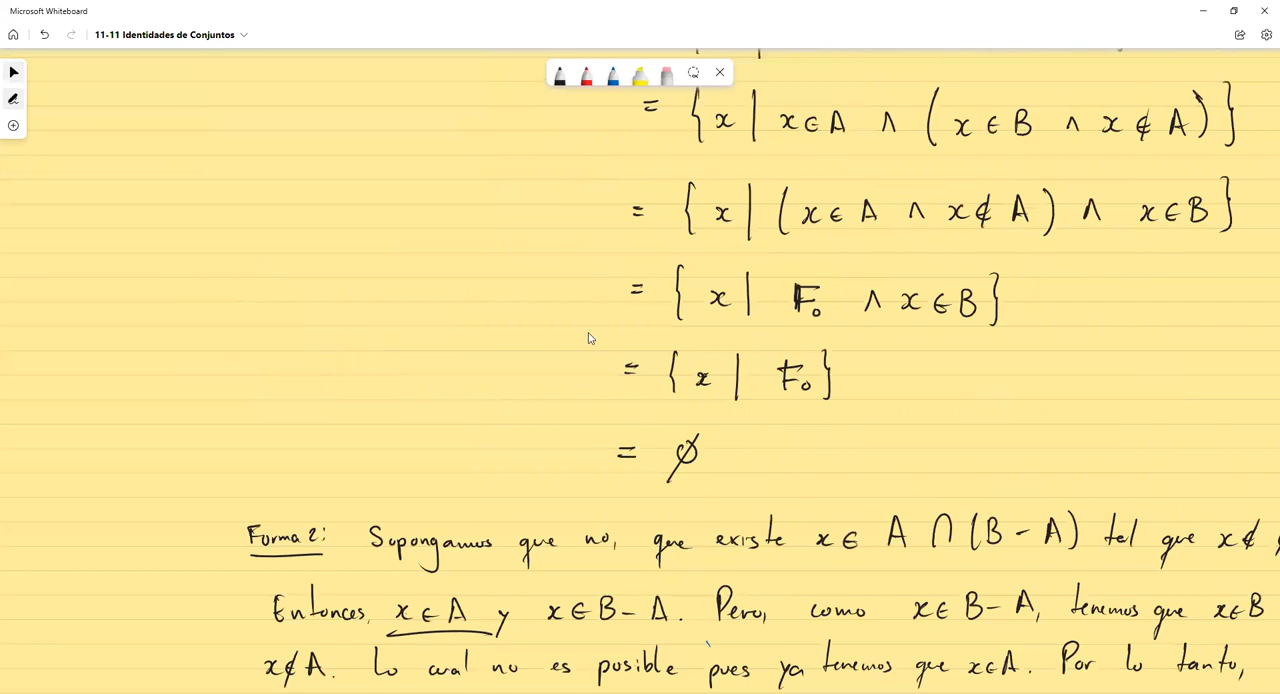 Microsoft Whiteboard
11-11 Identidades de Conjuntos
= { x | x ∈ A ∧ ( x ∈ B ∧ x ∉ A ) }
= { x | ( x ∈ A ∧ x ∉ A ) ∧ x ∈ B }
= { x | F₀ ∧ x ∈ B }
= { x | F₀ }
= ∅
Forma 2: Supongamos que no, que existe x ∈ A ∩ (B - A) tal que x ∉
Entonces, x ∈ A y x ∈ B - A. Pero, como x ∈ B - A, tenemos que x ∈ B
x ∉ A. Lo cual no es posible pues ya tenemos que x ∈ A. Por lo tanto,